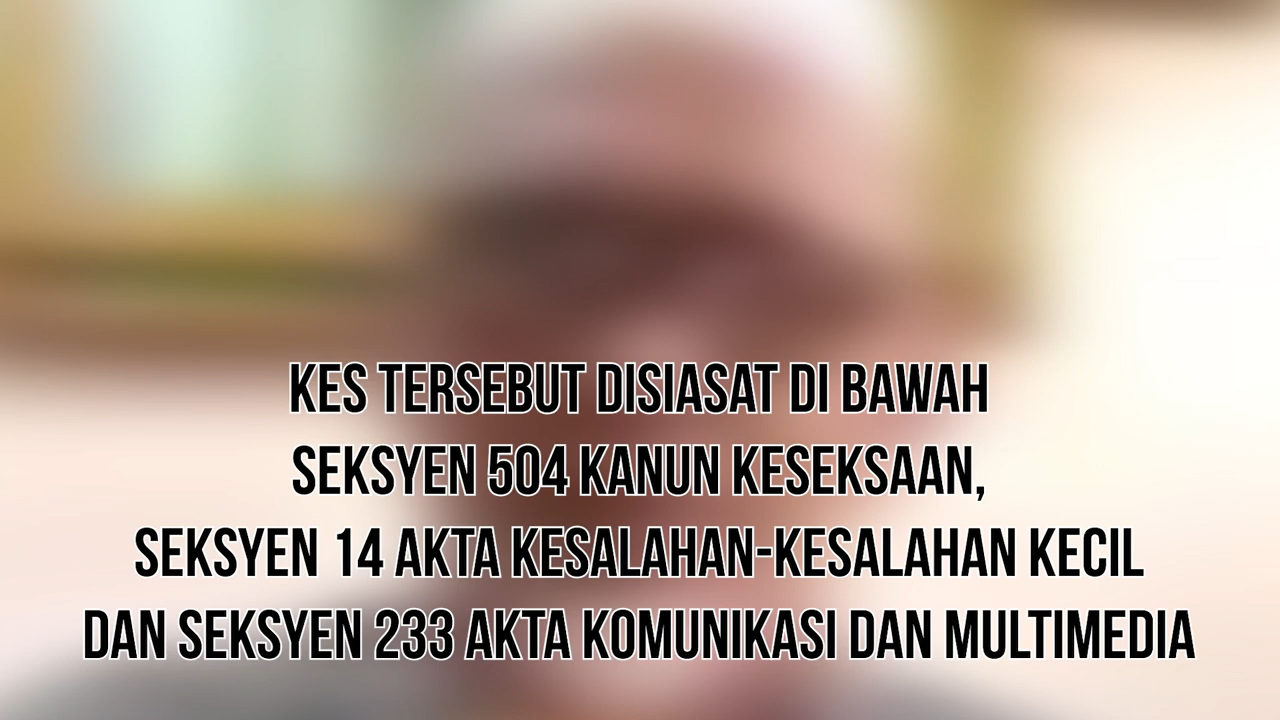 KES TERSEBUT DISIASAT DI BAWAH
SEKSYEN 504 KANUN KESEKSAAN,
SEKSYEN 14 AKTA KESALAHAN-KESALAHAN KECIL
DAN SEKSYEN 233 AKTA KOMUNIKASI DAN MULTIMEDIA